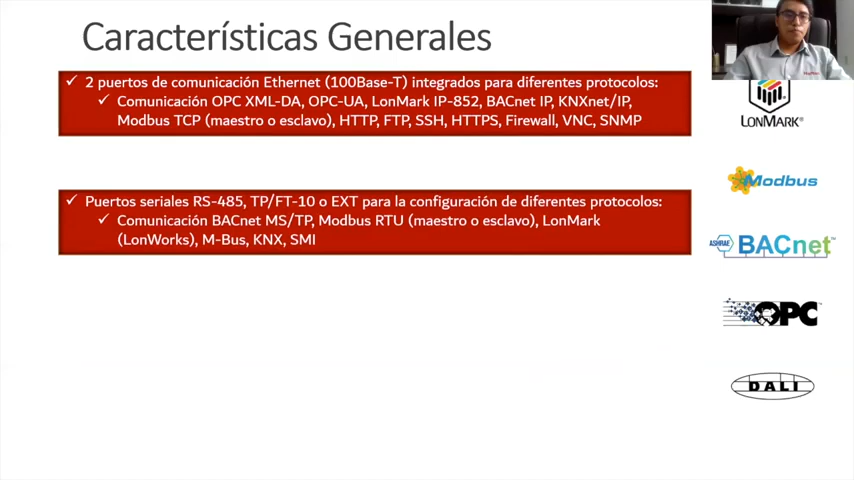 Características Generales
✓ 2 puertos de comunicación Ethernet (100Base-T) integrados para diferentes protocolos:
✓ Comunicación OPC XML-DA, OPC-UA, LonMark IP-852, BACnet IP, KNXnet/IP,
Modbus TCP (maestro o esclavo), HTTP, FTP, SSH, HTTPS, Firewall, VNC, SNMP
✓ Puertos seriales RS-485, TP/FT-10 o EXT para la configuración de diferentes protocolos:
✓ Comunicación BACnet MS/TP, Modbus RTU (maestro o esclavo), LonMark
(LonWorks), M-Bus, KNX, SMI
LONMARK®
Modbus
ASHRAE BACnet™
OPC
DALI